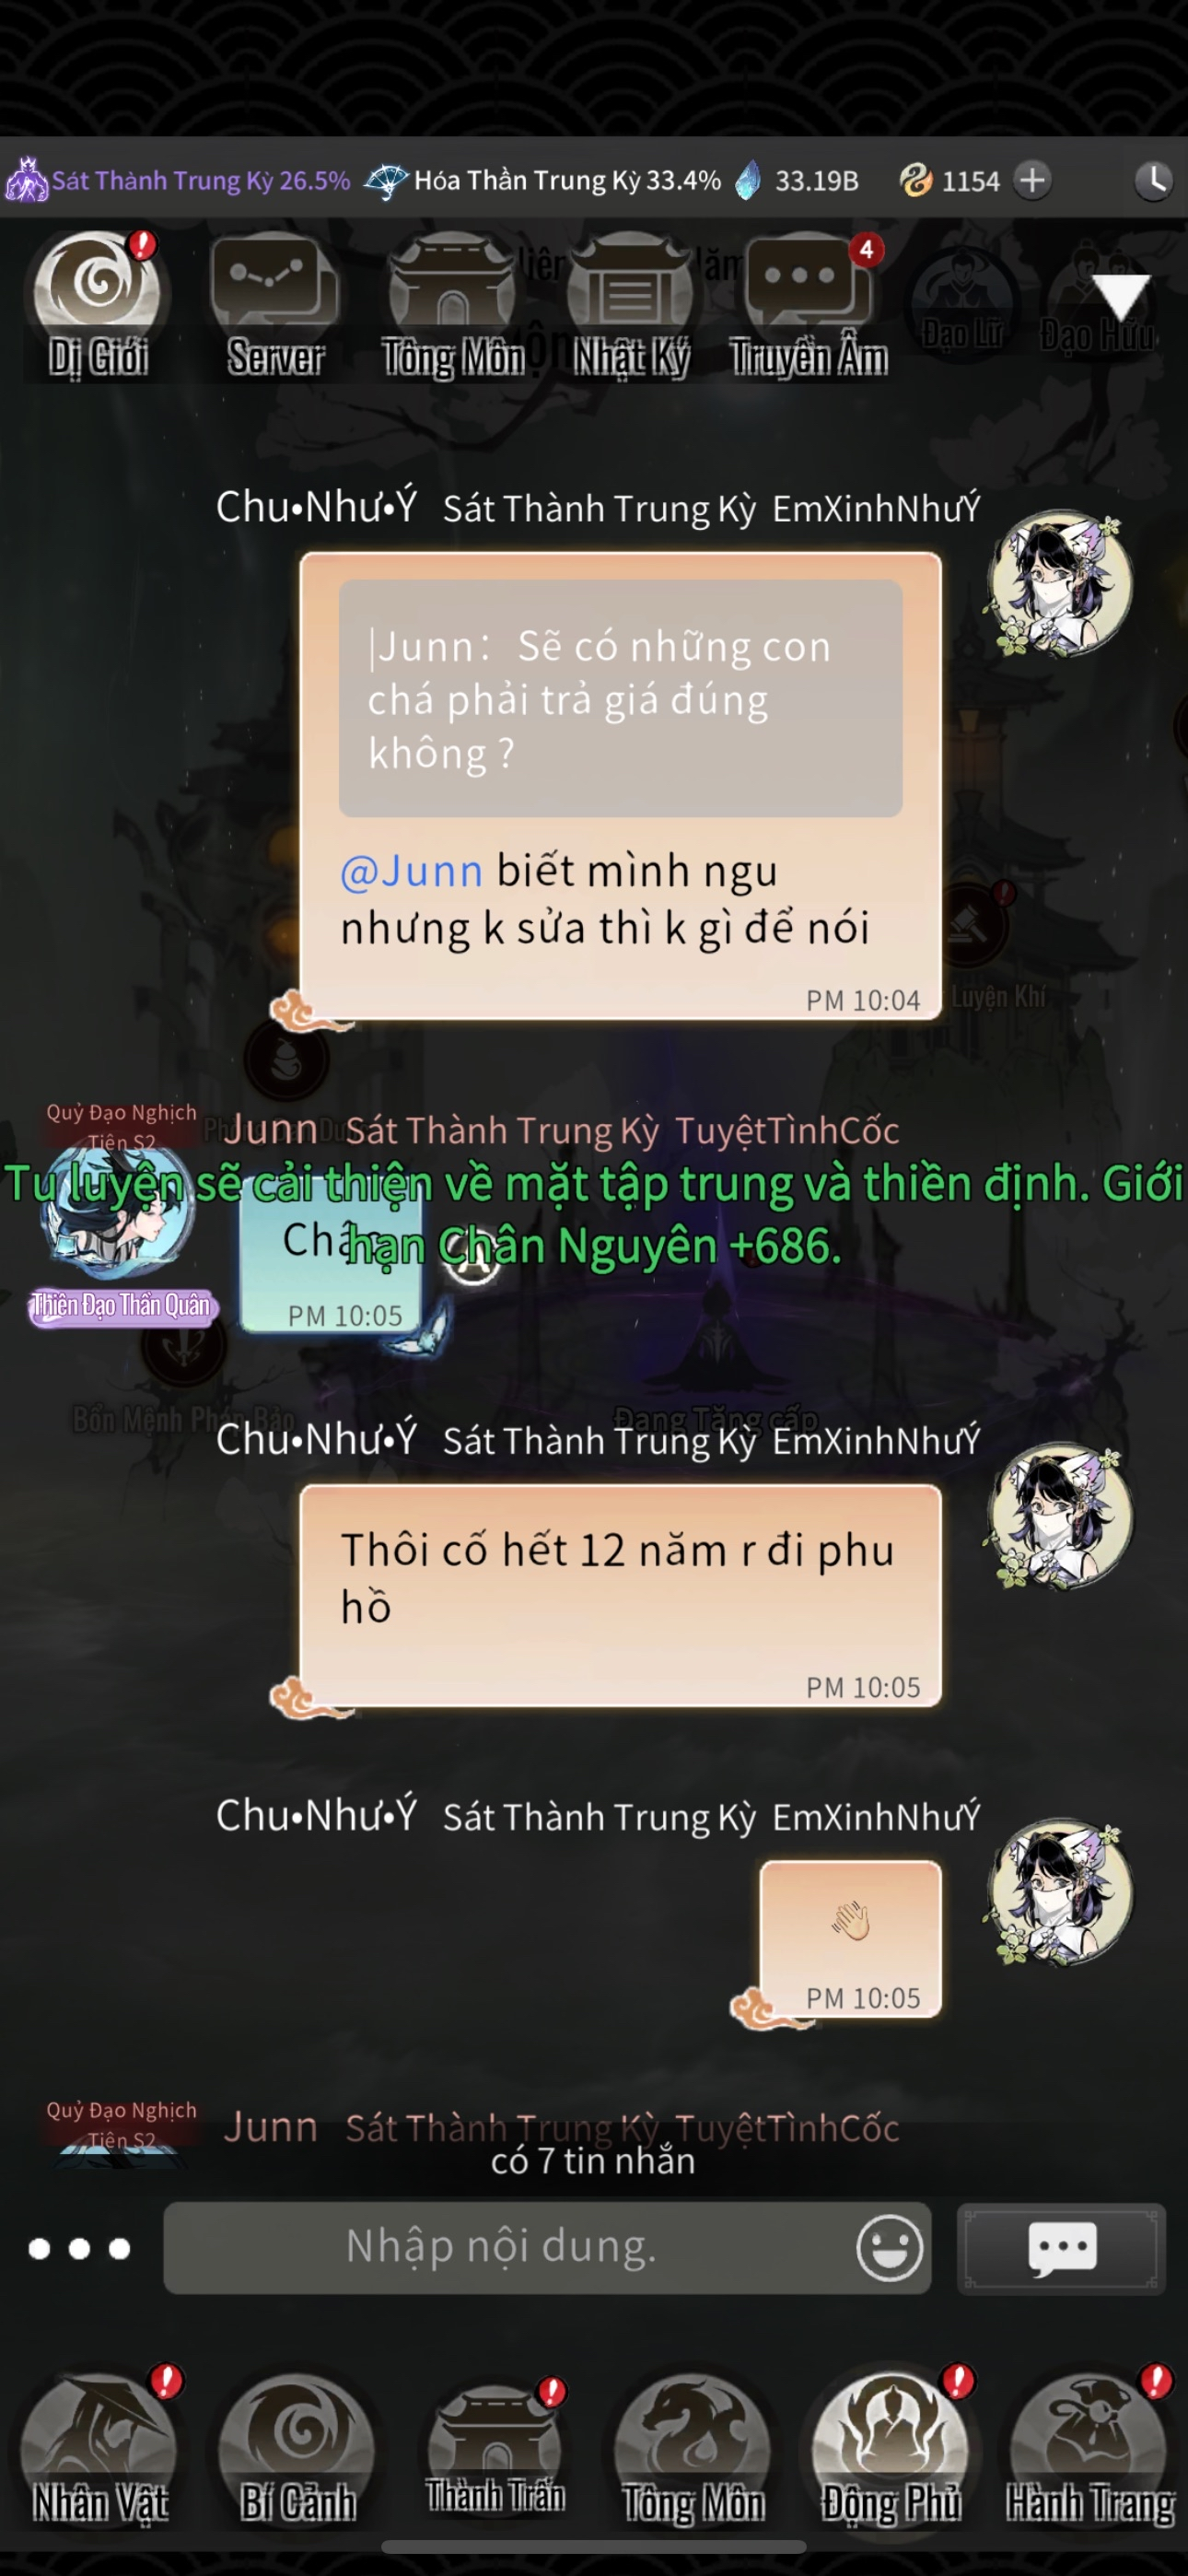 Sát Thành Trung Kỳ 26.5% Hóa Thần Trung Kỳ 33.4% 33.19B 1154
4
Dị Giới Server Tông Môn Nhật Ký Truyền Âm Đạo Lữ Đạo Hữu
Chu•Như•Ý Sát Thành Trung Kỳ EmXinhNhưÝ
|Junn: Sẽ có những con
chá phải trả giá đúng
không ?
@Junn biết mình ngu
nhưng k sửa thì k gì để nói
PM 10:04
Luyện Khí
Quỷ Đạo Nghịch
Tiên S2
Junn Sát Thành Trung Kỳ TuyệtTìnhCốc
Tu luyện sẽ cải thiện về mặt tập trung và thiền định. Giới
hạn Chân Nguyên +686.
Thiên Đạo Thần Quân
PM 10:05
Bổn Mệnh Pháp Bảo
Đang Tăng cấp
Chu•Như•Ý Sát Thành Trung Kỳ EmXinhNhưÝ
Thôi cố hết 12 năm r đi phu
hồ
PM 10:05
Chu•Như•Ý Sát Thành Trung Kỳ EmXinhNhưÝ
👋
PM 10:05
Quỷ Đạo Nghịch
Tiên S2
Junn Sát Thành Trung Kỳ TuyệtTìnhCốc
có 7 tin nhắn
Nhập nội dung.
Nhân Vật Bí Cảnh Thành Trấn Tông Môn Động Phủ Hành Trang